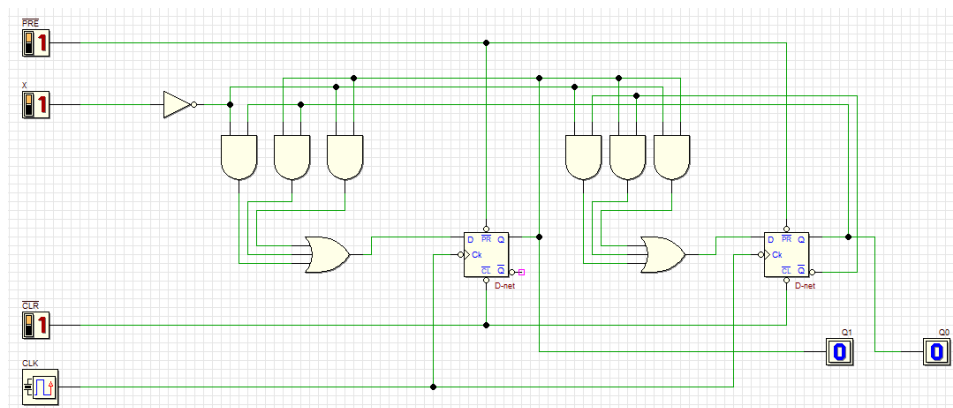 PRE
1
X
1
D PR Q
Ck
CL Q
D-net
D PR Q
Ck
CL Q
D-net
CLR
1
Q1
0
Q0
0
CLK